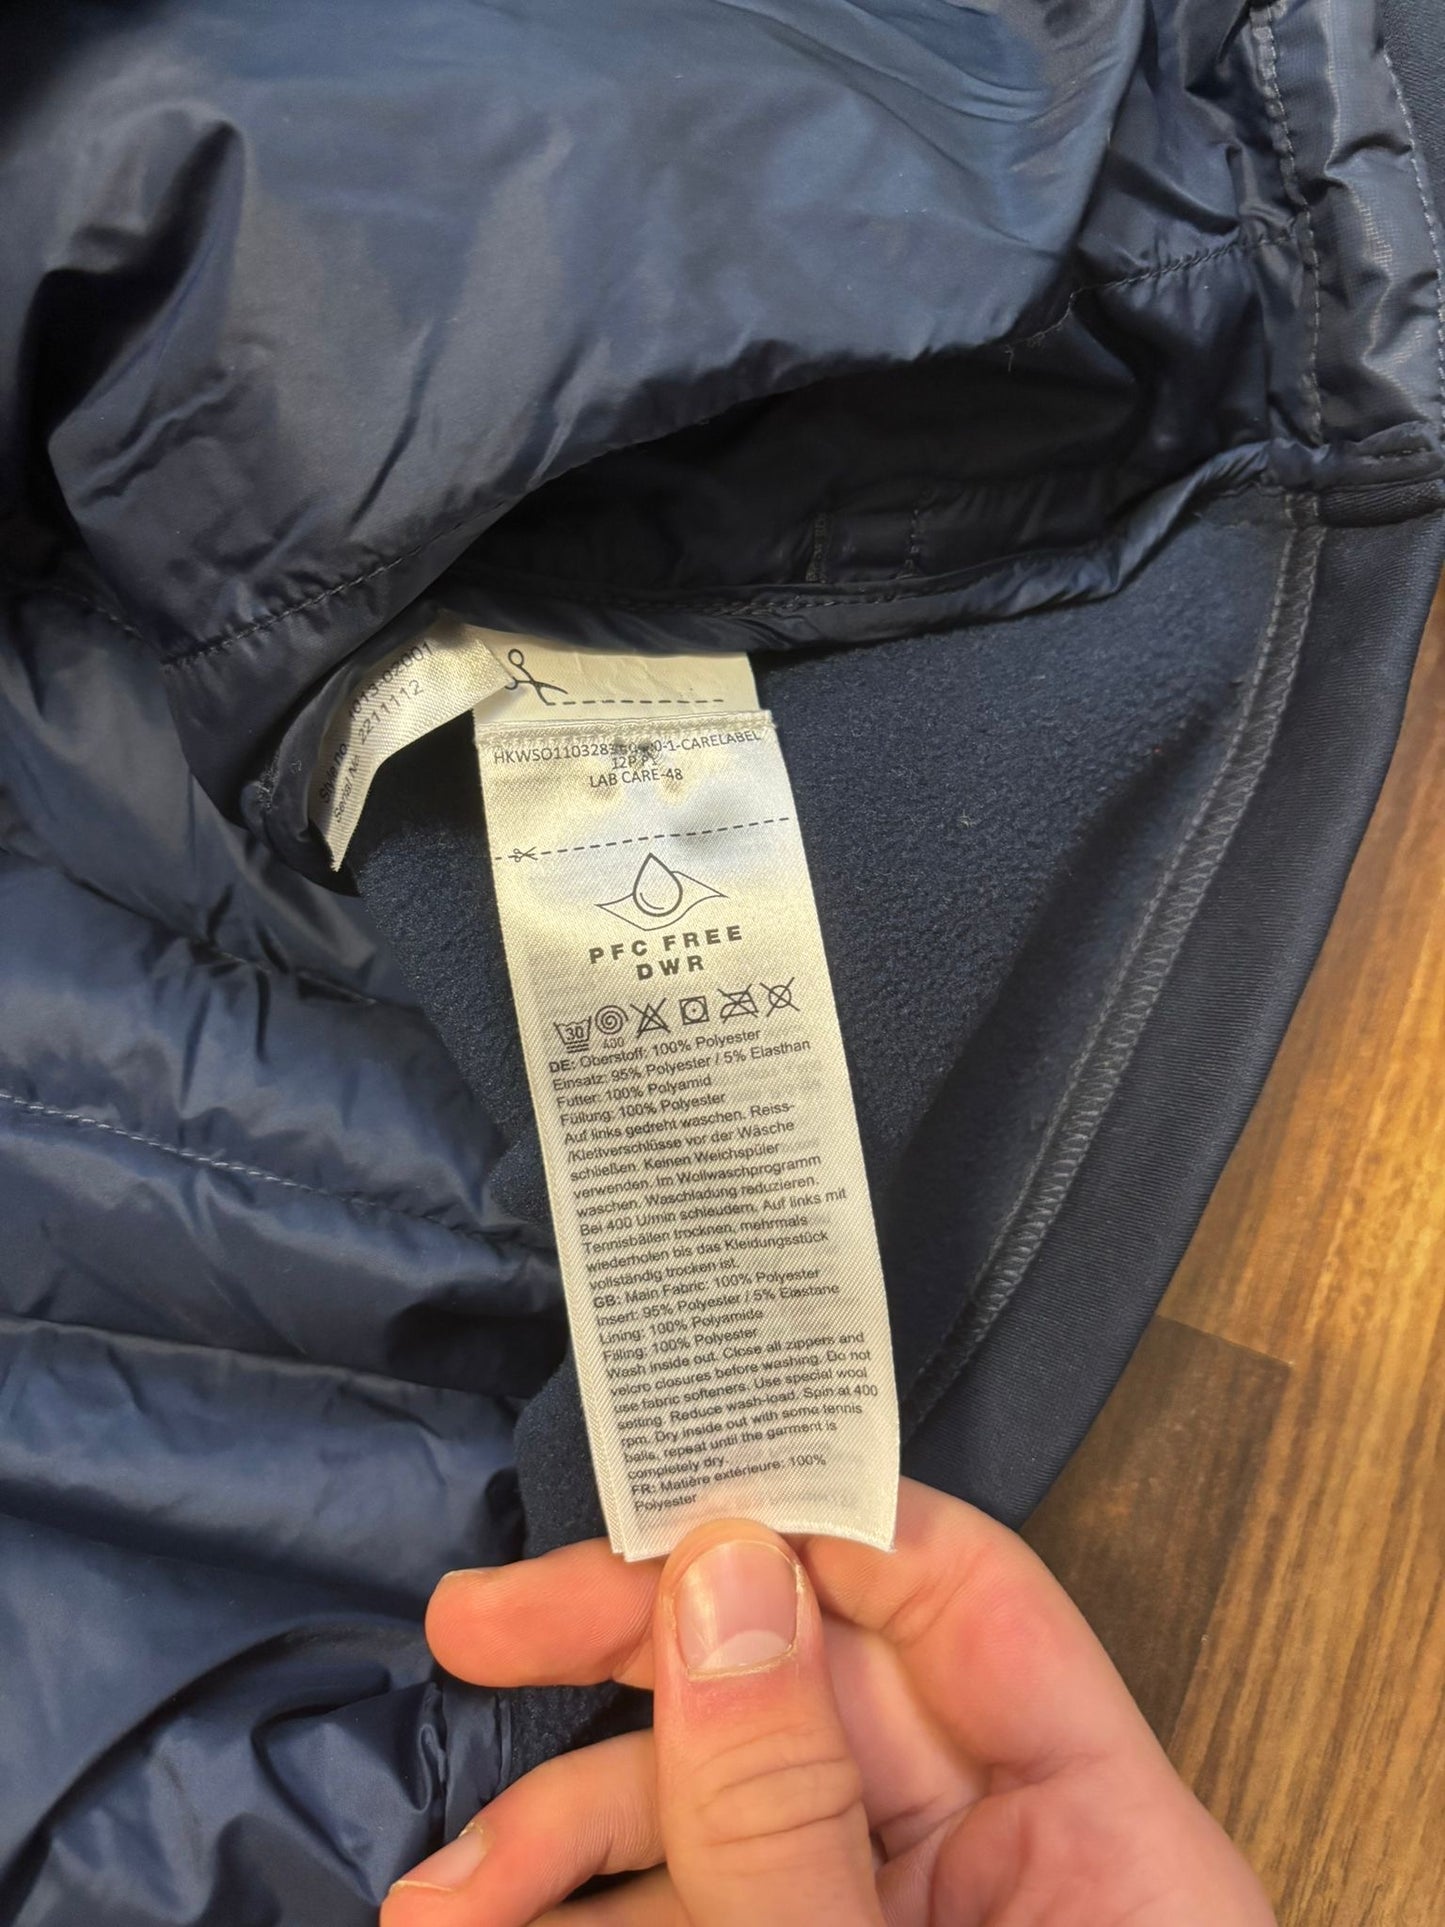 Style no.
Serial No 2211112
12P P1
LAB CARE-48
PFC FREE
DWR
30
400
DE: Oberstoff: 100% Polyester
Einsatz: 95% Polyester / 5% Elasthan
Futter: 100% Polyamid
Füllung: 100% Polyester
Auf links gedreht waschen. Reiss-
/Klettverschlüsse vor der Wäsche
schließen. Keinen Weichspüler
verwenden. Im Wollwaschprogramm
waschen. Waschladung reduzieren.
Bei 400 U/min schleudern. Auf links mit
Tennisbällen trocknen, mehrmals
wiederholen bis das Kleidungsstück
vollständig trocken ist.
GB: Main Fabric: 100% Polyester
Insert: 95% Polyester / 5% Elastane
Lining: 100% Polyamide
Filling: 100% Polyester
Wash inside out. Close all zippers and
velcro closures before washing. Do not
use fabric softeners. Use special wool
setting. Reduce wash-load. Spin at 400
rpm. Dry inside out with some tennis
balls, repeat until the garment is
completely dry.
FR: Matière extérieure: 100%
Polyester